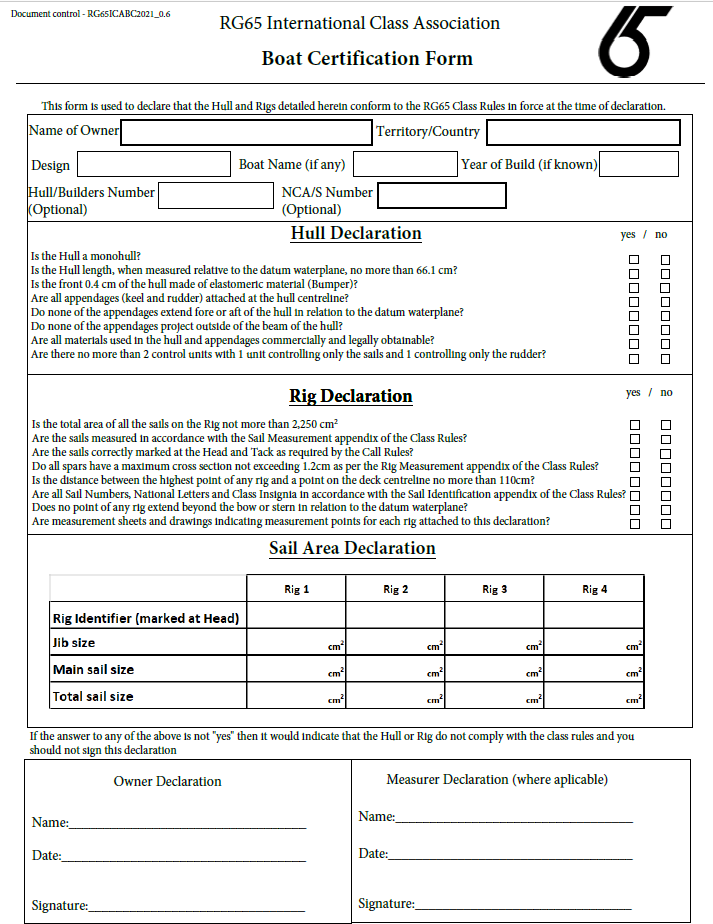 Document control - RG65ICABC2021_0.6
RG65 International Class Association
65
Boat Certification Form
This form is used to declare that the Hull and Rigs detailed herein conform to the RG65 Class Rules in force at the time of declaration.
Name of Owner Territory/Country
Design Boat Name (if any) Year of Build (if known)
Hull/Builders Number NCA/S Number
(Optional) (Optional)
Hull Declaration yes / no
Is the Hull a monohull?
Is the Hull length, when measured relative to the datum waterplane, no more than 66.1 cm?
Is the front 0.4 cm of the hull made of elastomeric material (Bumper)?
Are all appendages (keel and rudder) attached at the hull centreline?
Do none of the appendages extend fore or aft of the hull in relation to the datum waterplane?
Do none of the appendages project outside of the beam of the hull?
Are all materials used in the hull and appendages commercially and legally obtainable?
Are there no more than 2 control units with 1 unit controlling only the sails and 1 controlling only the rudder?
Rig Declaration yes / no
Is the total area of all the sails on the Rig not more than 2,250 cm²
Are the sails measured in accordance with the Sail Measurement appendix of the Class Rules?
Are the sails correctly marked at the Head and Tack as required by the Call Rules?
Do all spars have a maximum cross section not exceeding 1.2cm as per the Rig Measurement appendix of the Class Rules?
Is the distance between the highest point of any rig and a point on the deck centreline no more than 110cm?
Are all Sail Numbers, National Letters and Class Insignia in accordance with the Sail Identification appendix of the Class Rules?
Does no point of any rig extend beyond the bow or stern in relation to the datum waterplane?
Are measurement sheets and drawings indicating measurement points for each rig attached to this declaration?
Sail Area Declaration
Rig 1 Rig 2 Rig 3 Rig 4
Rig Identifier (marked at Head)
Jib size cm² cm² cm² cm²
Main sail size cm² cm² cm² cm²
Total sail size cm² cm² cm² cm²
If the answer to any of the above is not "yes" then it would indicate that the Hull or Rig do not comply with the class rules and you
should not sign this declaration
Owner Declaration Measurer Declaration (where aplicable)
Name: Name:
Date: Date:
Signature: Signature: